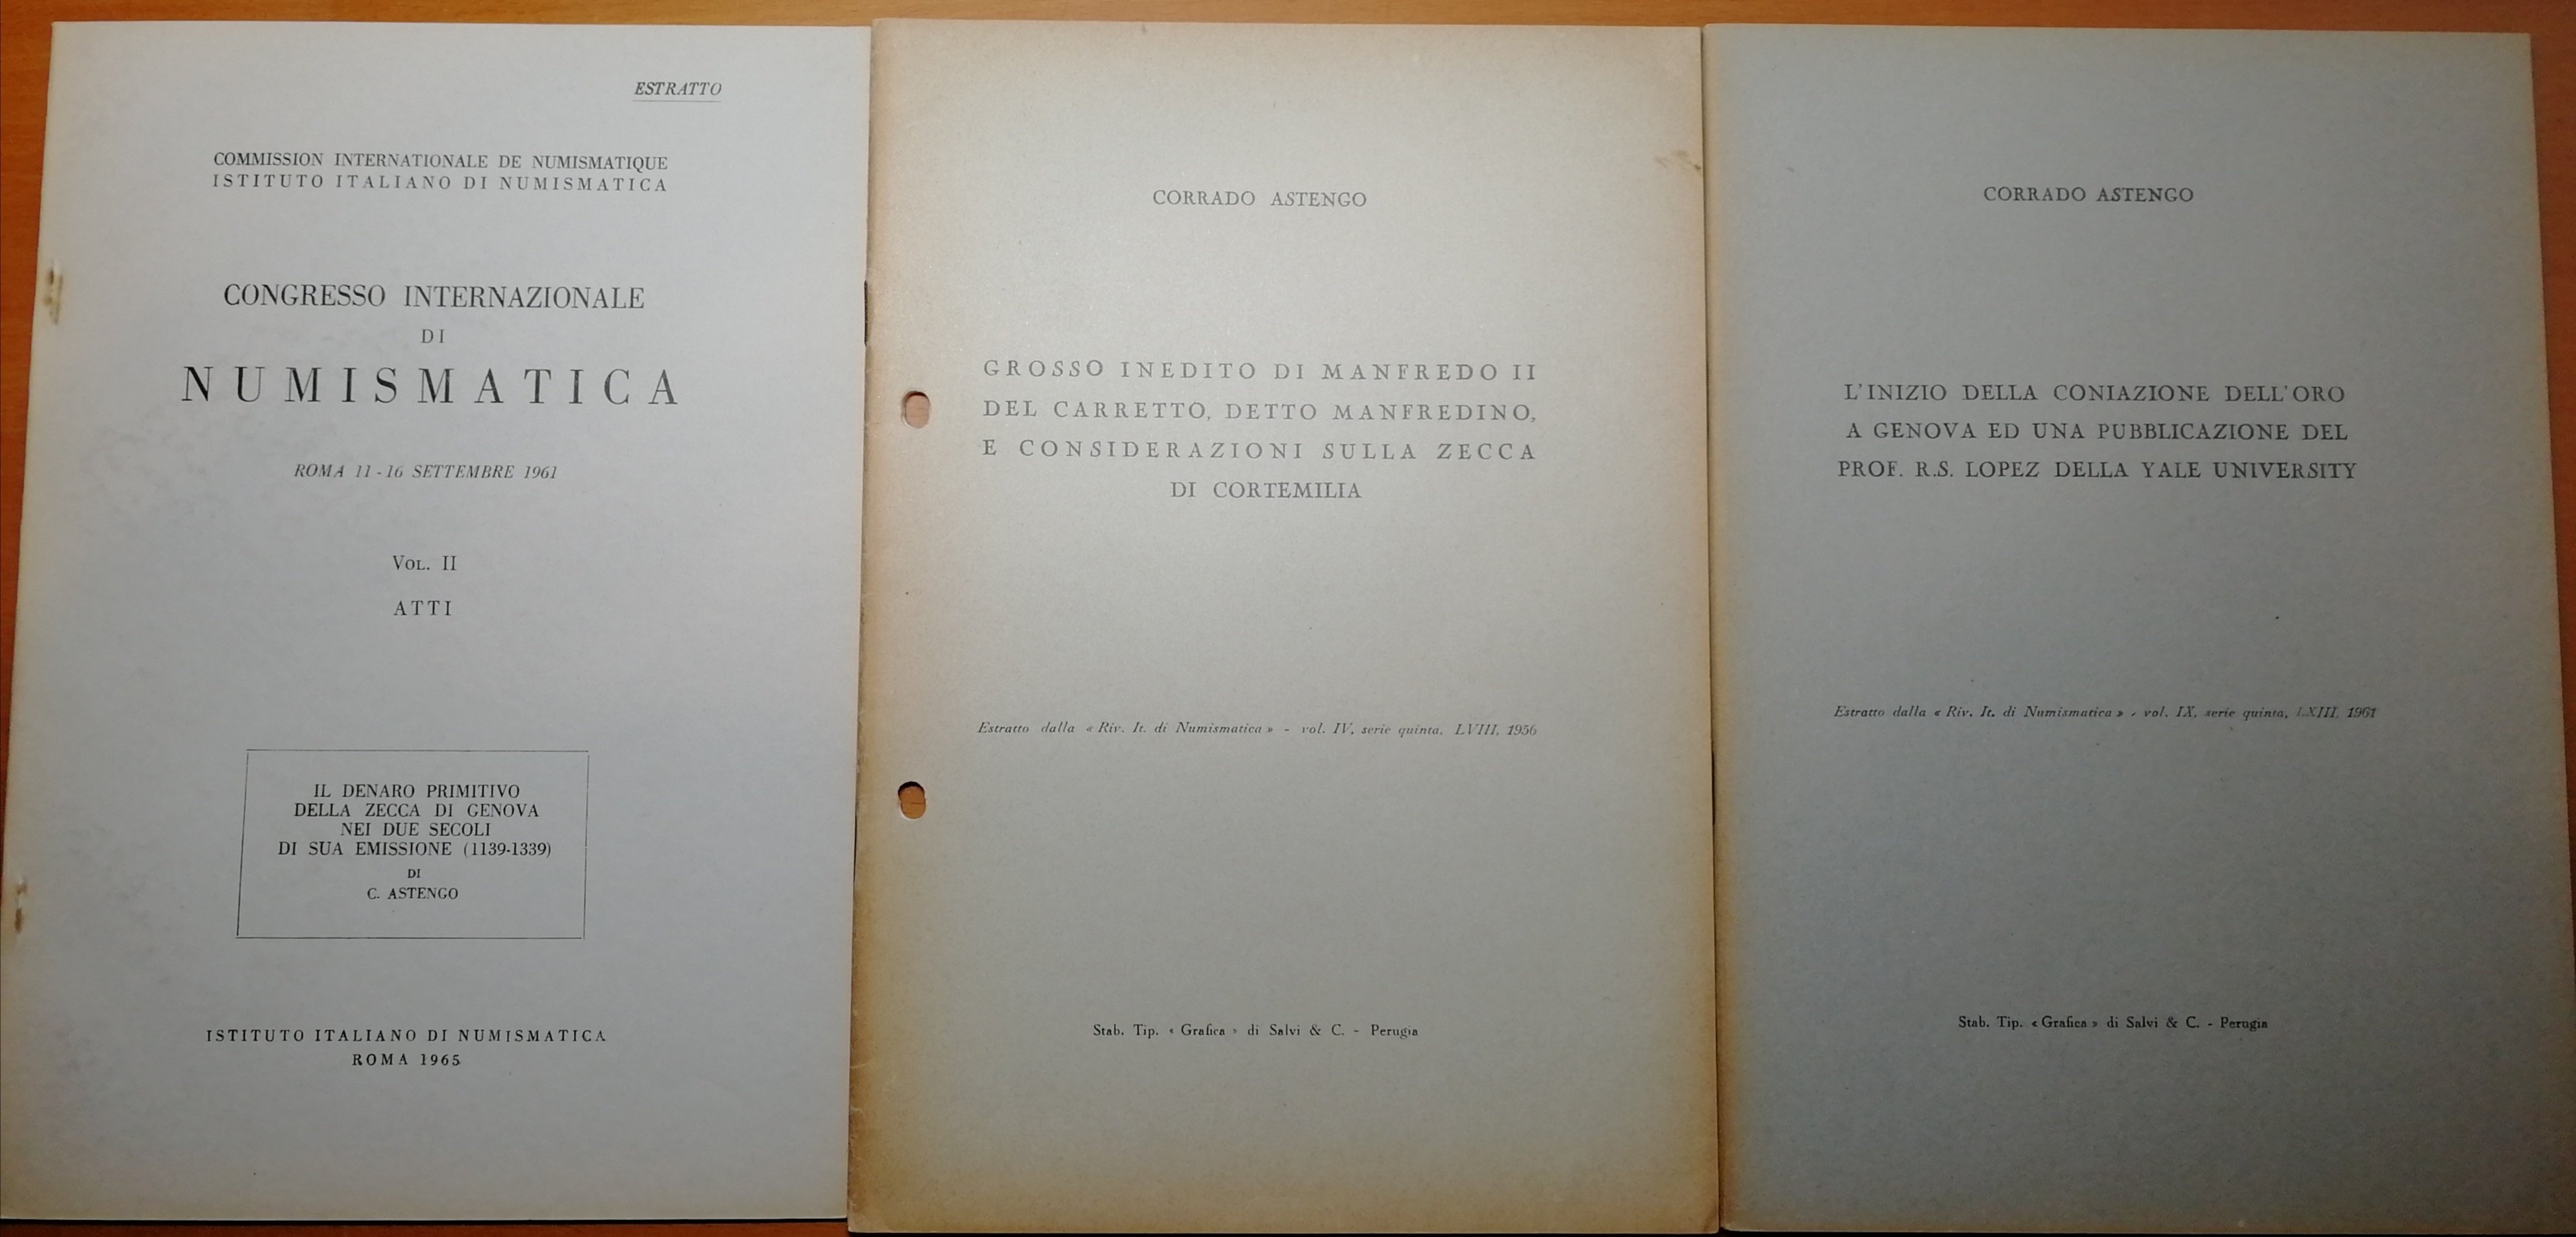 ESTRATTO
COMMISSION INTERNATIONALE DE NUMISMATIQUE
ISTITUTO ITALIANO DI NUMISMATICA
CONGRESSO INTERNAZIONALE
DI
NUMISMATICA
ROMA 11-16 SETTEMBRE 1961
VOL. II
ATTI
IL DENARO PRIMITIVO
DELLA ZECCA DI GENOVA
NEI DUE SECOLI
DI SUA EMISSIONE (1139-1339)
DI
C. ASTENGO
ISTITUTO ITALIANO DI NUMISMATICA
ROMA 1965
CORRADO ASTENGO
GROSSO INEDITO DI MANFREDO II
DEL CARRETTO, DETTO MANFREDINO,
E CONSIDERAZIONI SULLA ZECCA
DI CORTEMILIA
Estratto dalla « Riv. It. di Numismatica » - vol. IV, serie quinta, LVIII, 1956
Stab. Tip. « Grafica » di Salvi & C. - Perugia
CORRADO ASTENGO
L'INIZIO DELLA CONIAZIONE DELL'ORO
A GENOVA ED UNA PUBBLICAZIONE DEL
PROF. R.S. LOPEZ DELLA YALE UNIVERSITY
Estratto dalla « Riv. It. di Numismatica » - vol. IX, serie quinta, LXIII, 1961
Stab. Tip. « Grafica » di Salvi & C. - Perugia